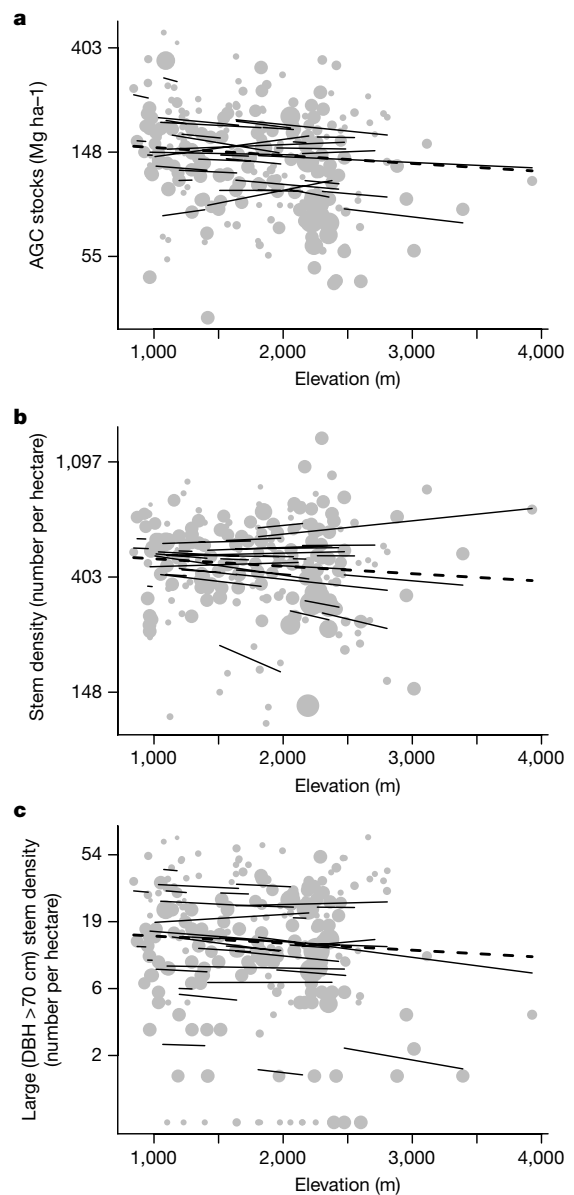 a
403
148
55
AGC stocks (Mg ha–1)
1,000 2,000 3,000 4,000
Elevation (m)
b
1,097
403
148
Stem density (number per hectare)
1,000 2,000 3,000 4,000
Elevation (m)
c
54
19
6
2
Large (DBH >70 cm) stem density
(number per hectare)
1,000 2,000 3,000 4,000
Elevation (m)